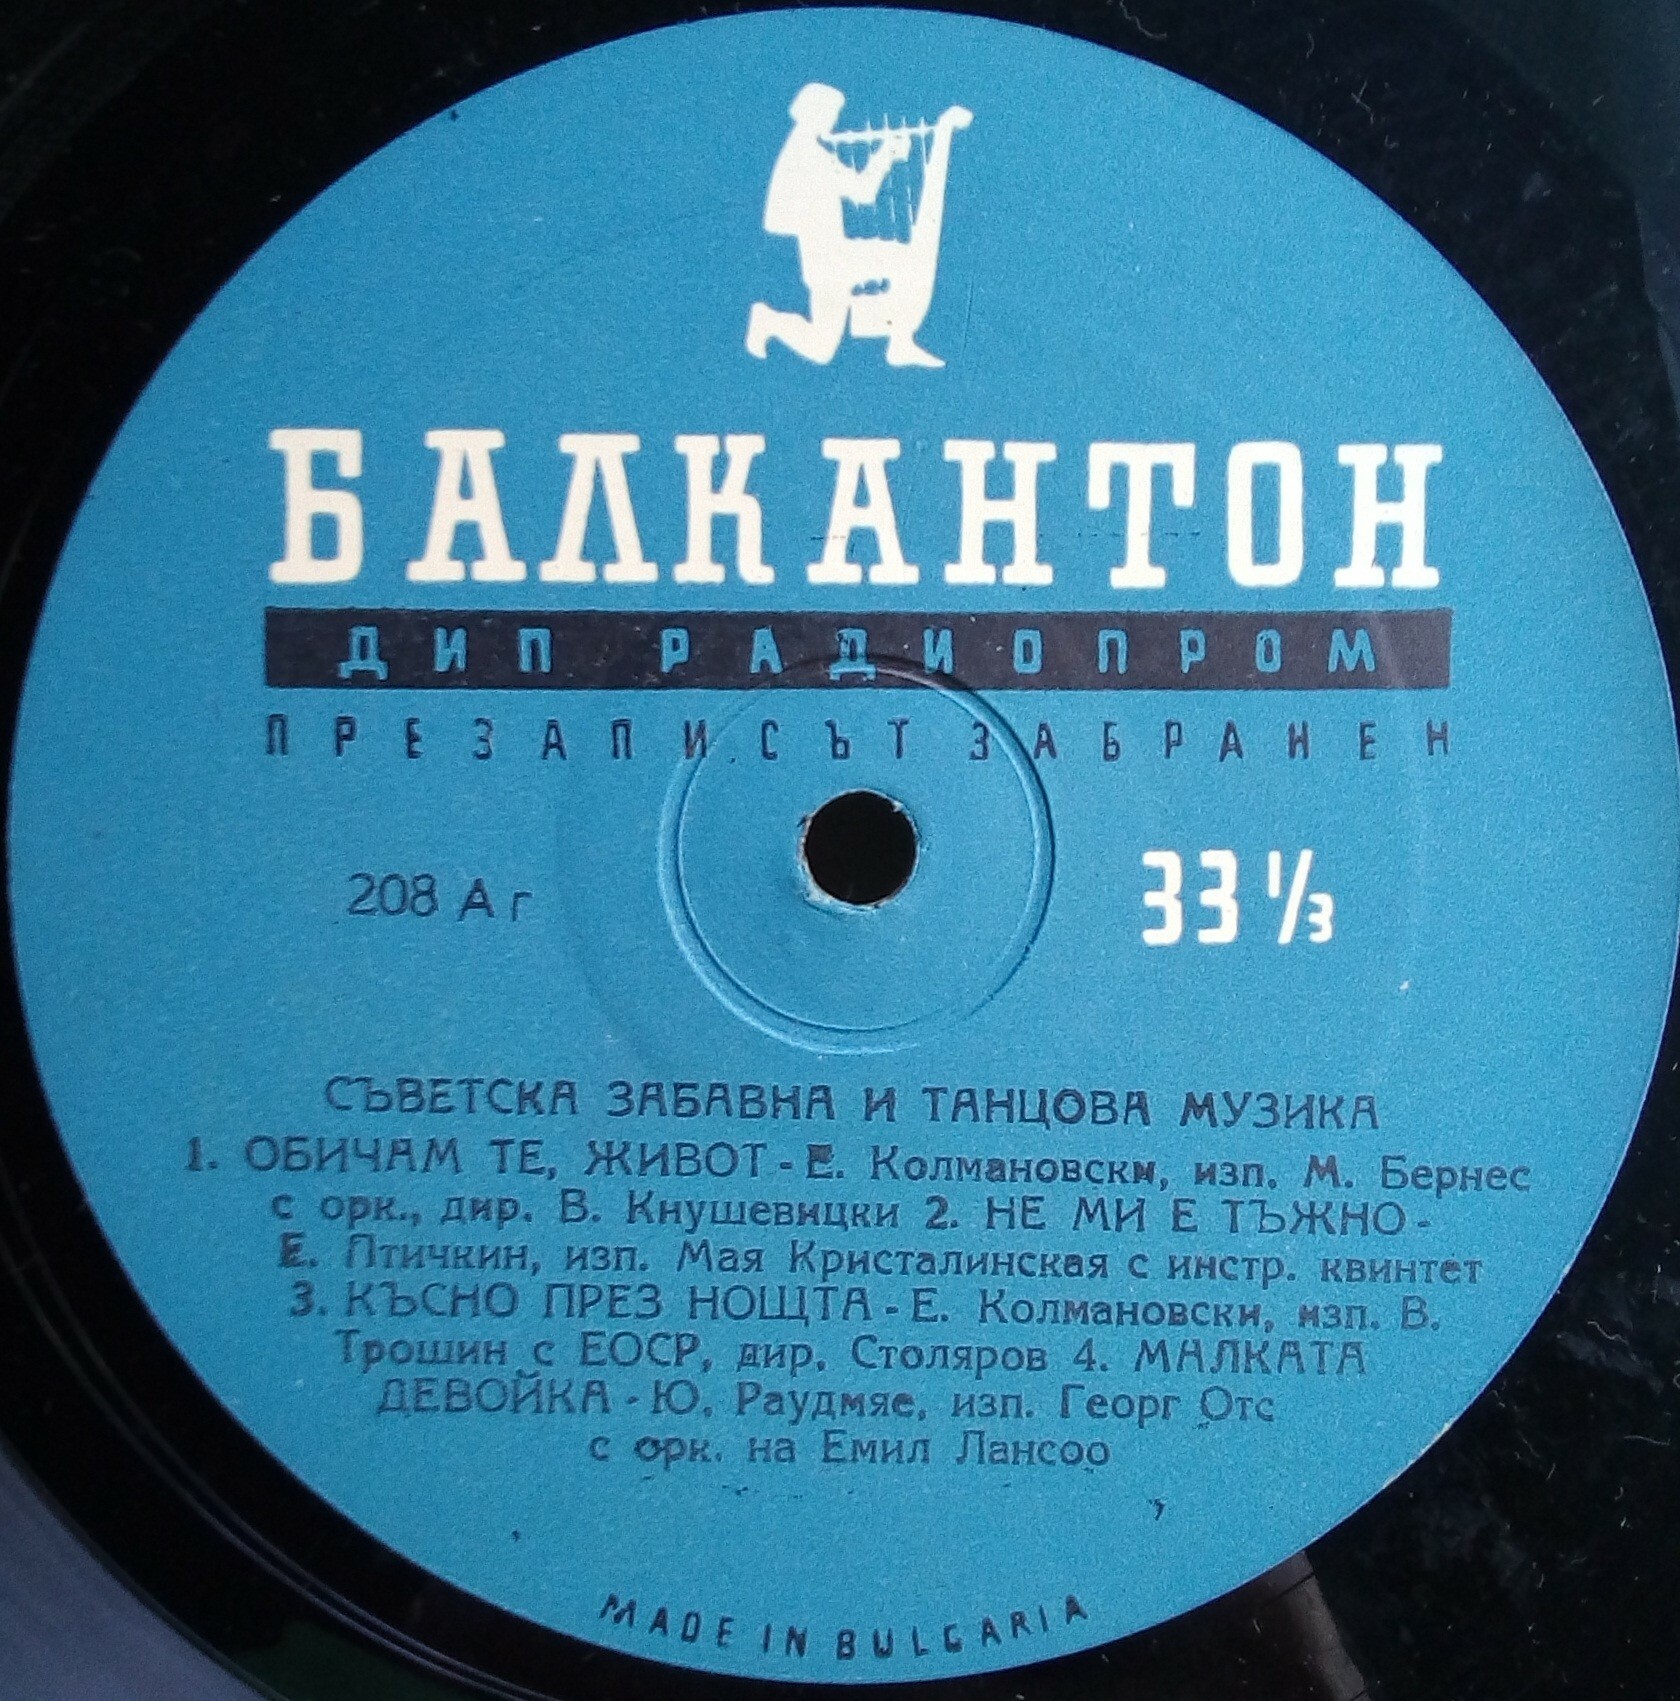 БАЛКАНТОН
ДИП РАДИОПРОМ
ПРЕЗАПИСЪТ ЗАБРАНЕН
208 А г
33 1/3
СЪВЕТСКА ЗАБАВНА И ТАНЦОВА МУЗИКА
1. ОБИЧАМ ТЕ, ЖИВОТ - Е. Колмановски, изп. М. Бернес
с орк., дир. В. Кнушевицки 2. НЕ МИ Е ТЪЖНО -
Е. Птичкин, изп. Мая Кристалинская с инстр. квинтет
3. КЪСНО ПРЕЗ НОЩТА - Е. Колмановски, изп. В.
Трошин с ЕОСР, дир. Столяров 4. МАЛКАТА
ДЕВОЙКА - Ю. Раудмяе, изп. Георг Отс
с орк. на Емил Лансоо
MADE IN BULGARIA